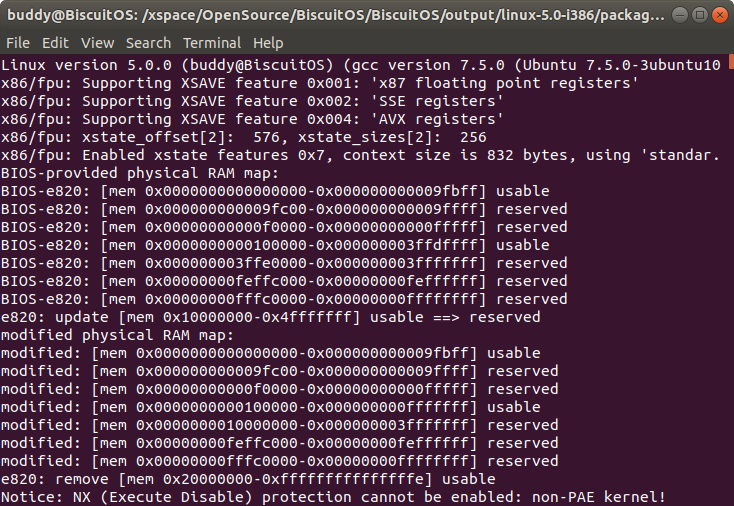 buddy@BiscuitOS: /xspace/OpenSource/BiscuitOS/BiscuitOS/output/linux-5.0-i386/packag...
File Edit View Search Terminal Help
Linux version 5.0.0 (buddy@BiscuitOS) (gcc version 7.5.0 (Ubuntu 7.5.0-3ubuntu10
x86/fpu: Supporting XSAVE feature 0x001: 'x87 floating point registers'
x86/fpu: Supporting XSAVE feature 0x002: 'SSE registers'
x86/fpu: Supporting XSAVE feature 0x004: 'AVX registers'
x86/fpu: xstate_offset[2]:  576, xstate_sizes[2]:  256
x86/fpu: Enabled xstate features 0x7, context size is 832 bytes, using 'standar.
BIOS-provided physical RAM map:
BIOS-e820: [mem 0x0000000000000000-0x000000000009fbff] usable
BIOS-e820: [mem 0x000000000009fc00-0x000000000009ffff] reserved
BIOS-e820: [mem 0x00000000000f0000-0x00000000000fffff] reserved
BIOS-e820: [mem 0x0000000000100000-0x000000003ffdffff] usable
BIOS-e820: [mem 0x000000003ffe0000-0x000000003fffffff] reserved
BIOS-e820: [mem 0x00000000feffc000-0x00000000feffffff] reserved
BIOS-e820: [mem 0x00000000fffc0000-0x00000000ffffffff] reserved
e820: update [mem 0x10000000-0x4fffffff] usable ==> reserved
modified physical RAM map:
modified: [mem 0x0000000000000000-0x000000000009fbff] usable
modified: [mem 0x000000000009fc00-0x000000000009ffff] reserved
modified: [mem 0x00000000000f0000-0x00000000000fffff] reserved
modified: [mem 0x0000000000100000-0x000000000fffffff] usable
modified: [mem 0x0000000010000000-0x000000003fffffff] reserved
modified: [mem 0x00000000feffc000-0x00000000feffffff] reserved
modified: [mem 0x00000000fffc0000-0x00000000ffffffff] reserved
e820: remove [mem 0x20000000-0xfffffffffffffffe] usable
Notice: NX (Execute Disable) protection cannot be enabled: non-PAE kernel!